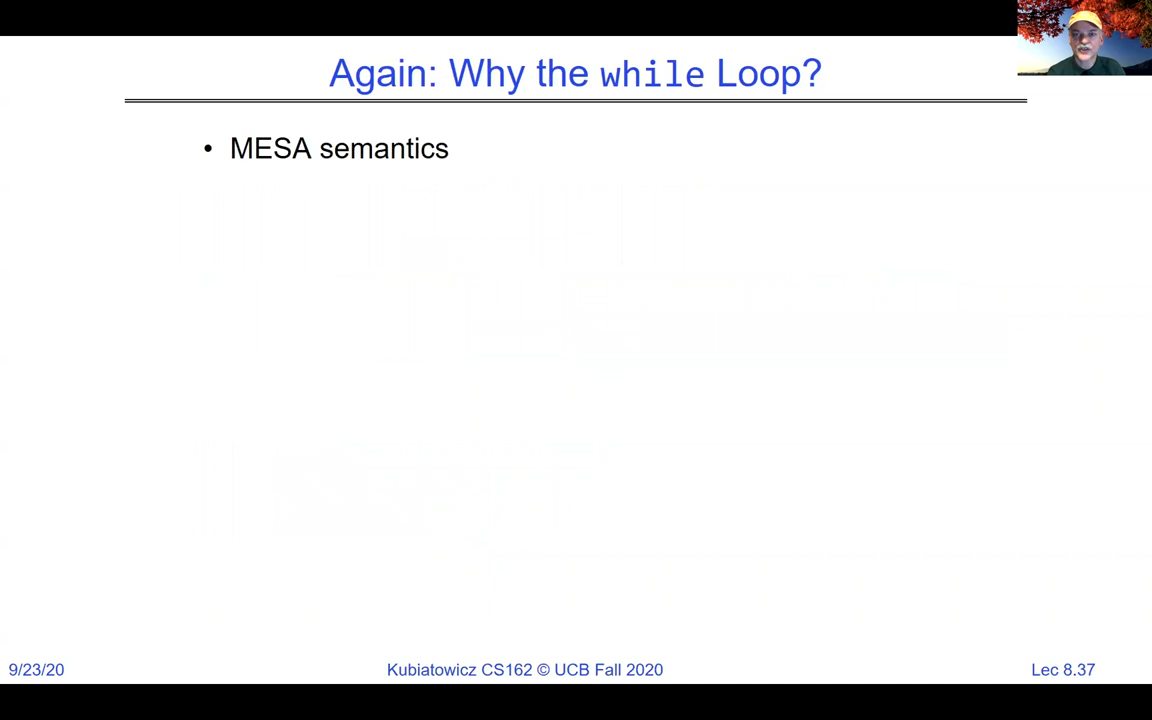 Again: Why the while Loop?
• MESA semantics
9/23/20
Kubiatowicz CS162 © UCB Fall 2020
Lec 8.37